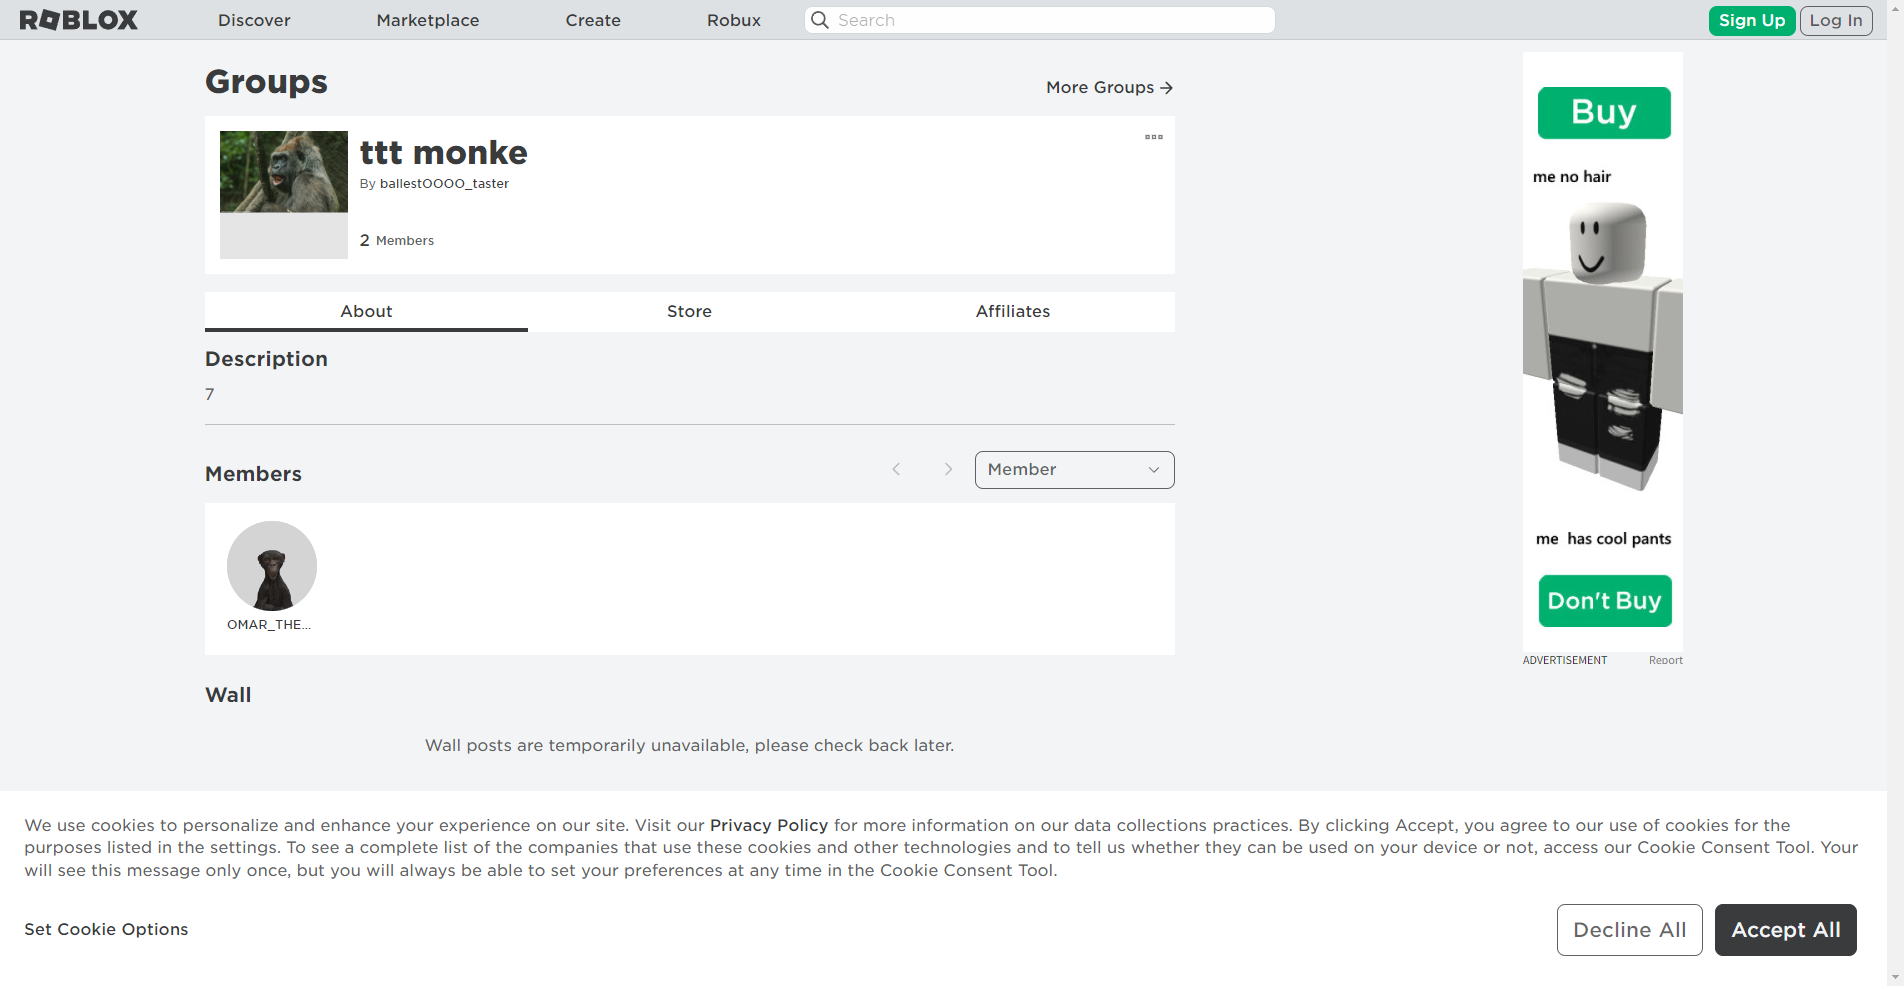 ROBLOX
Discover
Marketplace
Create
Robux
Search
Sign Up
Log In
Groups
More Groups
ttt monke
By ballestOOOO_taster
2 Members
About
Store
Affiliates
Description
7
Members
Member
OMAR_THE...
Wall
Wall posts are temporarily unavailable, please check back later.
Buy
me no hair
me has cool pants
Don't Buy
ADVERTISEMENT
Report
We use cookies to personalize and enhance your experience on our site. Visit our Privacy Policy for more information on our data collections practices. By clicking Accept, you agree to our use of cookies for the
purposes listed in the settings. To see a complete list of the companies that use these cookies and other technologies and to tell us whether they can be used on your device or not, access our Cookie Consent Tool. Your
will see this message only once, but you will always be able to set your preferences at any time in the Cookie Consent Tool.
Set Cookie Options
Decline All
Accept All